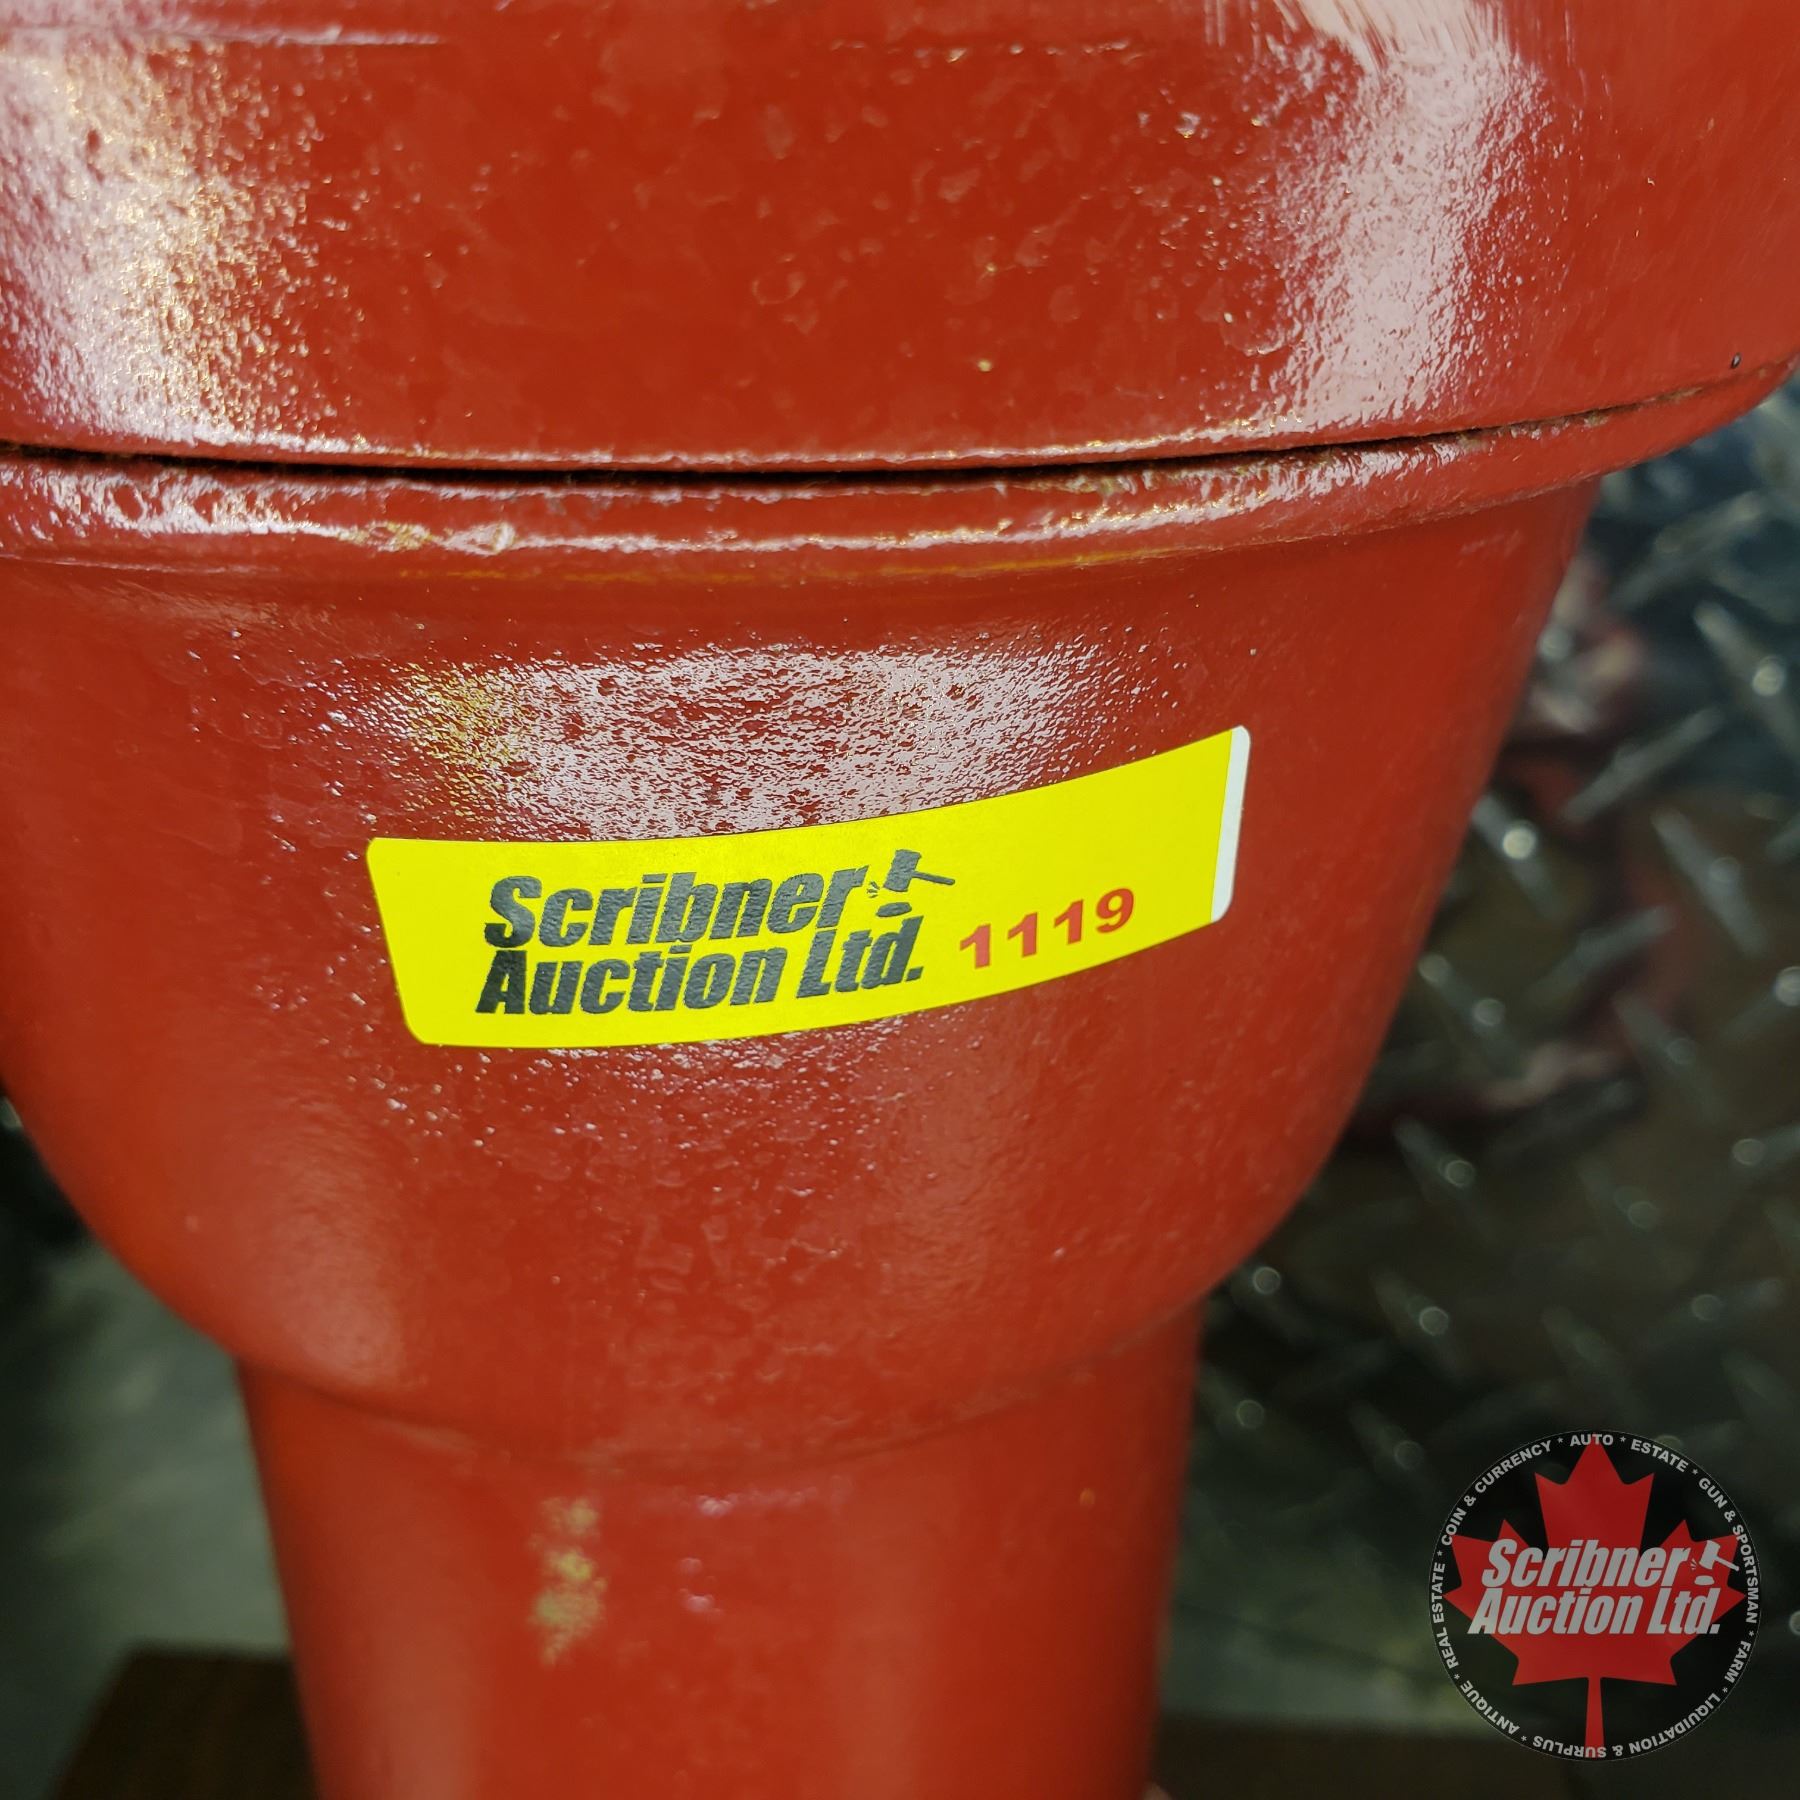 Scribner
Auction Ltd. 1119
* COIN & CURRENCY * AUTO * ESTATE * GUN & SPORTSMAN * FARM * LIQUIDATION & SURPLUS * ANTIQUE * REAL ESTATE
Scribner
Auction Ltd.